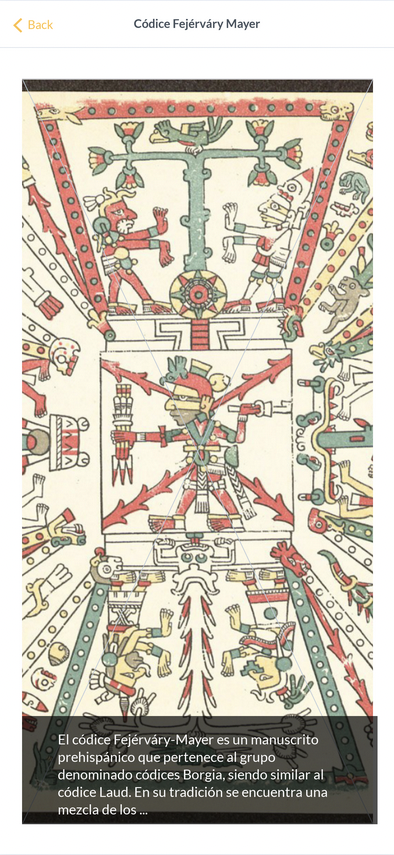 Back
Códice Fejérváry Mayer
El códice Fejérváry-Mayer es un manuscrito
prehispánico que pertenece al grupo
denominado códices Borgia, siendo similar al
códice Laud. En su tradición se encuentra una
mezcla de los ...